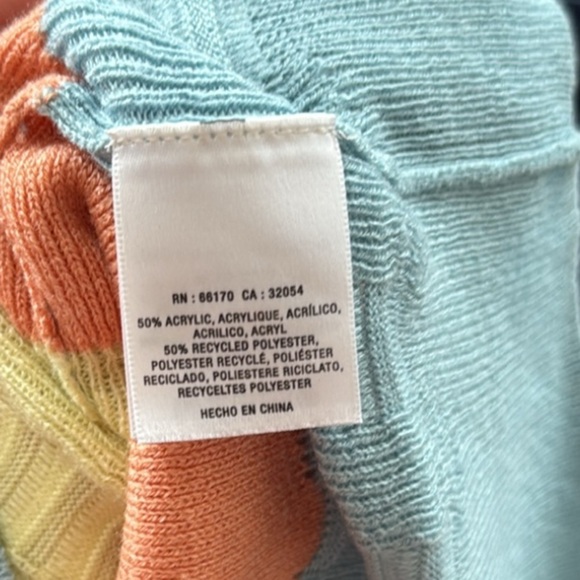 RN : 66170 CA : 32054
50% ACRYLIC, ACRYLIQUE, ACRÍLICO,
ACRILICO, ACRYL
50% RECYCLED POLYESTER,
POLYESTER RECYCLÉ, POLIÉSTER
RECICLADO, POLIESTERE RICICLATO,
RECYCELTES POLYESTER
HECHO EN CHINA